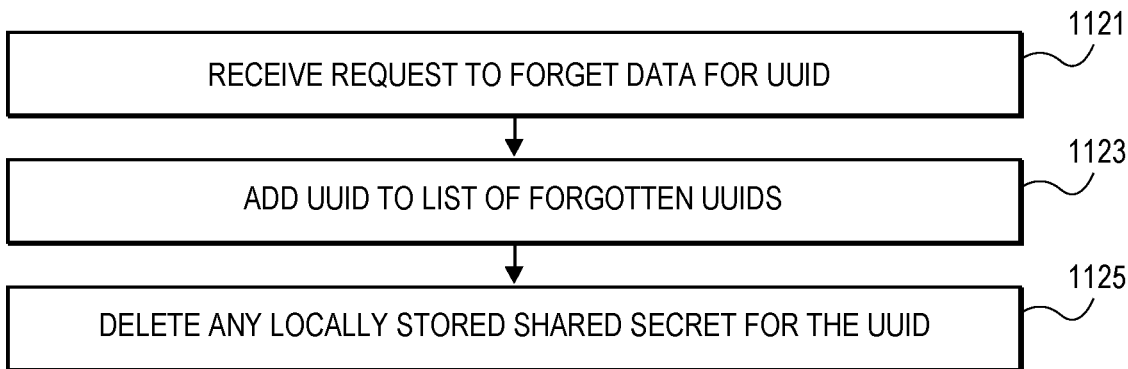 1121
RECEIVE REQUEST TO FORGET DATA FOR UUID
1123
ADD UUID TO LIST OF FORGOTTEN UUIDS
1125
DELETE ANY LOCALLY STORED SHARED SECRET FOR THE UUID